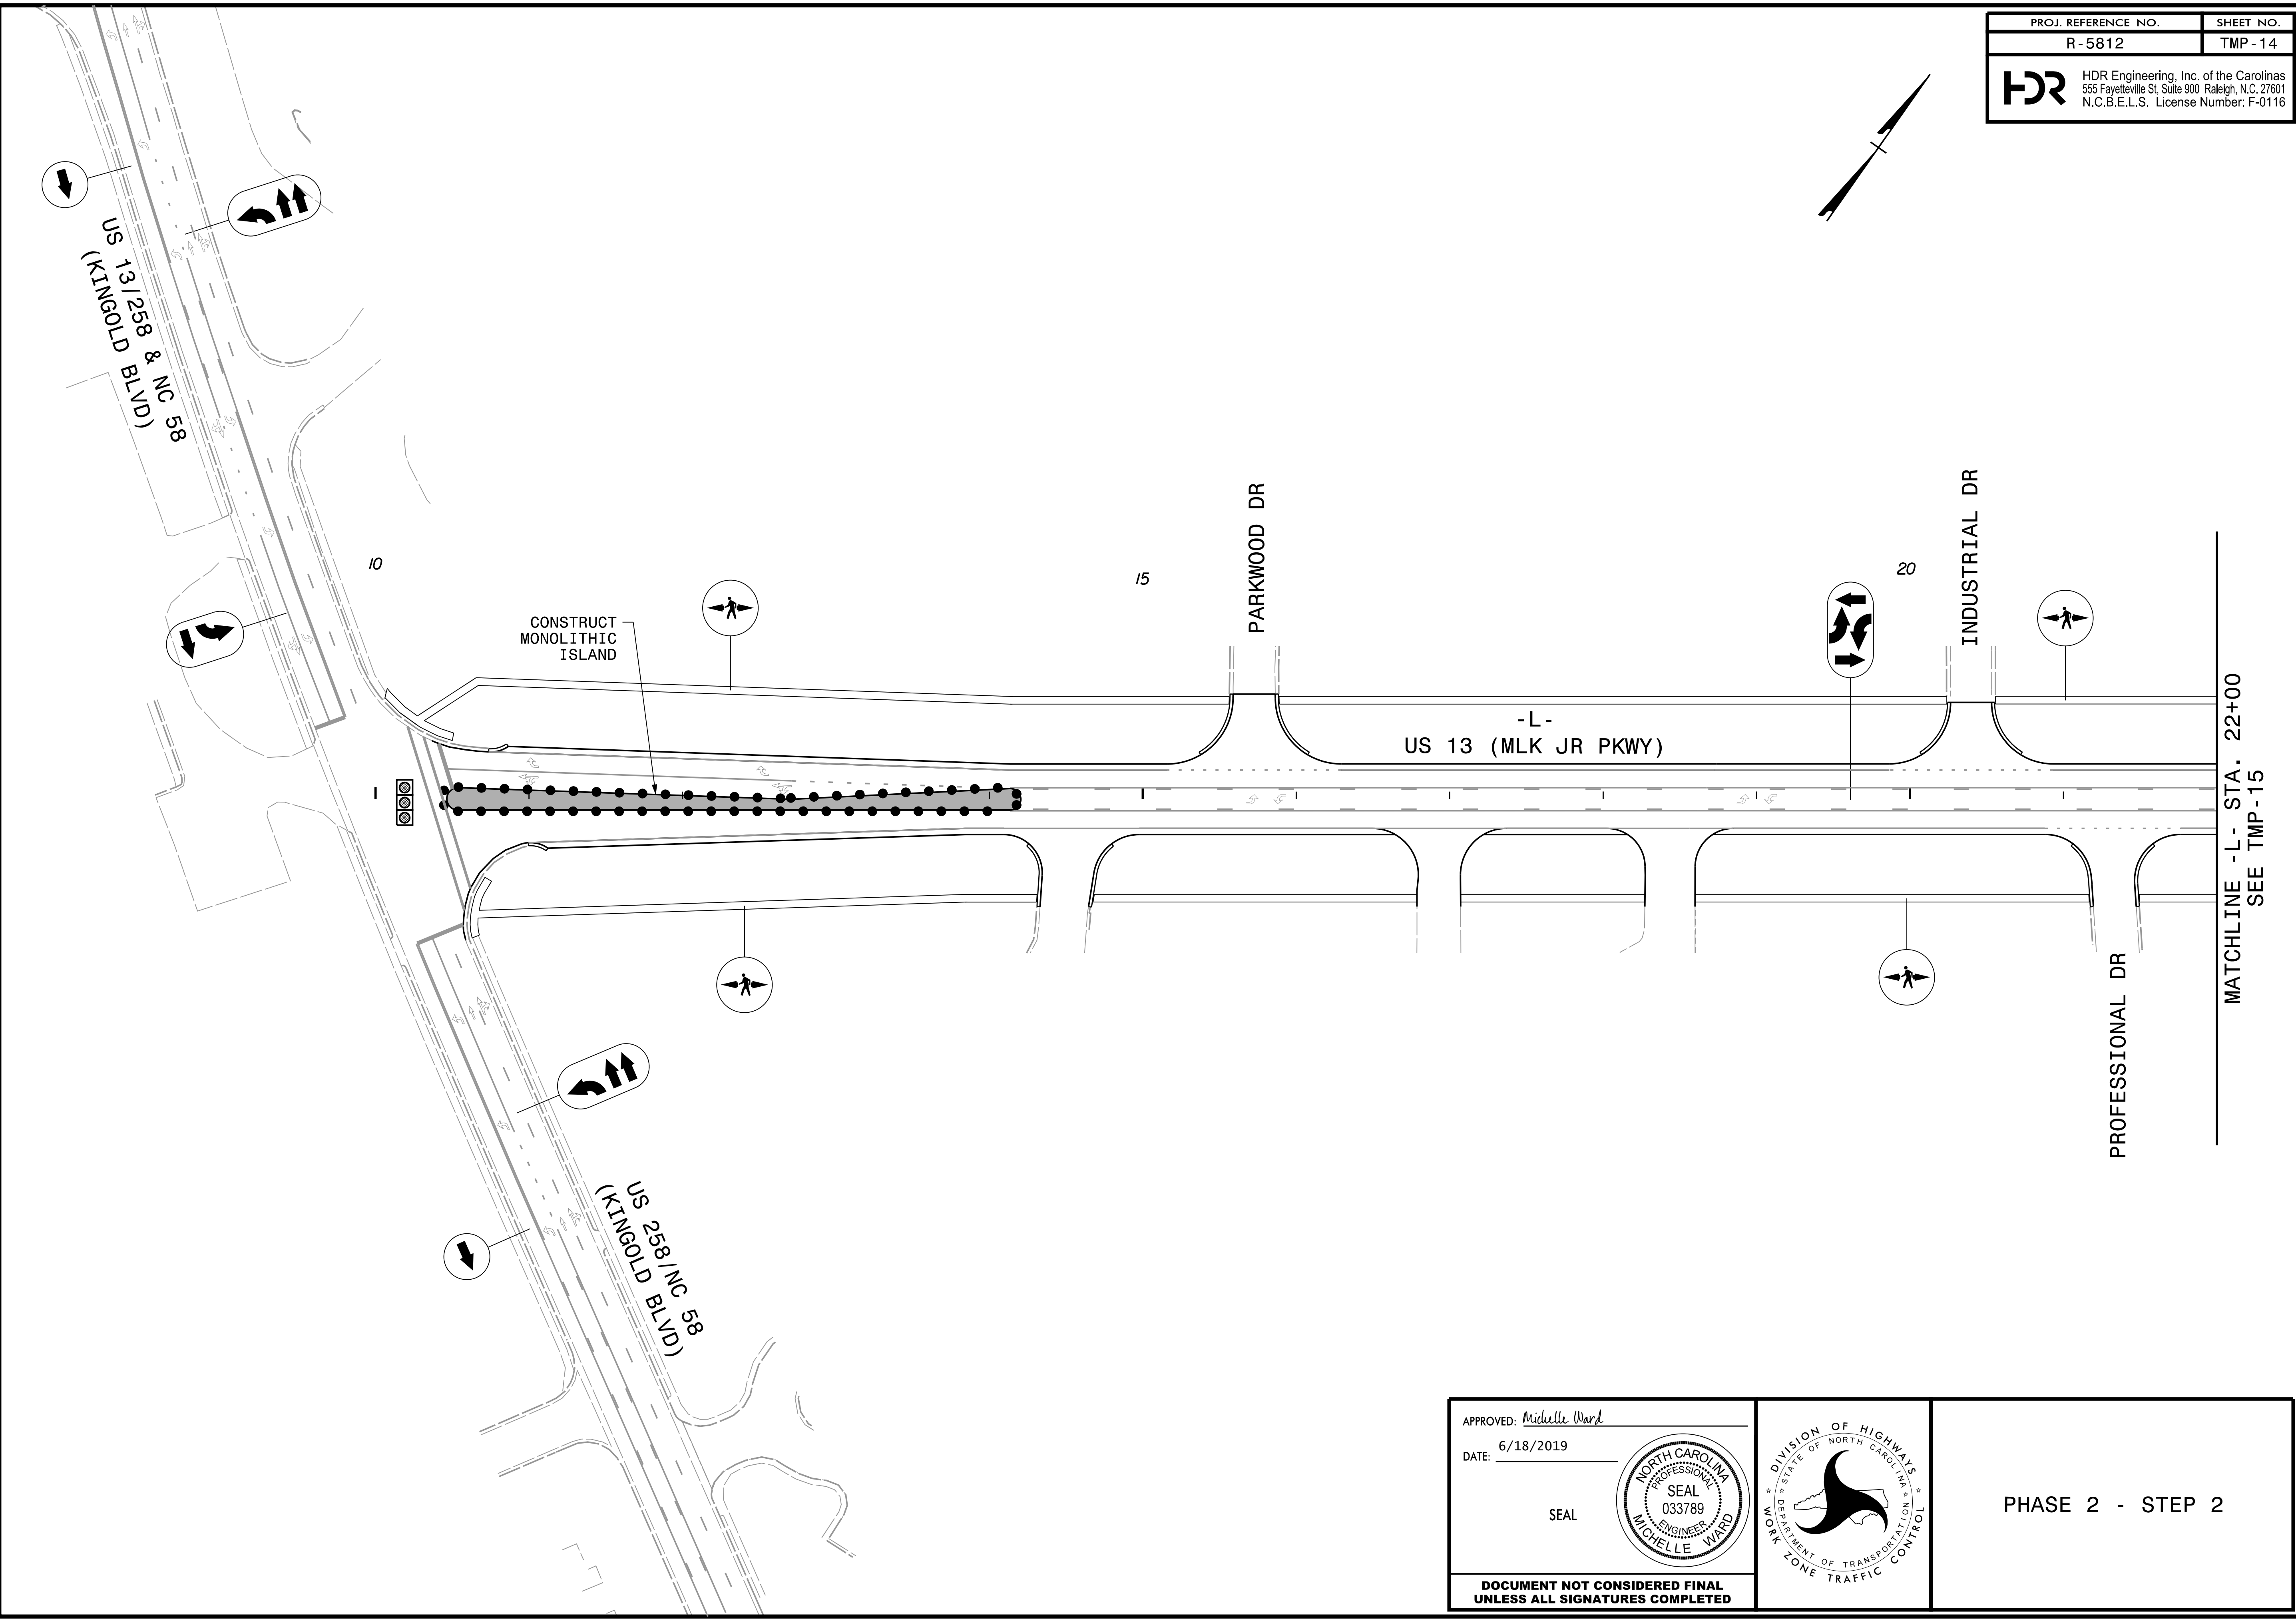 PROJ. REFERENCE NO.
SHEET NO.
R-5812
TMP-14
HDR
HDR Engineering, Inc. of the Carolinas
555 Fayetteville St, Suite 900 Raleigh, N.C. 27601
N.C.B.E.L.S. License Number: F-0116
US 13/258 & NC 58
(KINGOLD BLVD)
10
15
20
CONSTRUCT
MONOLITHIC
ISLAND
PARKWOOD DR
INDUSTRIAL DR
-L-
US 13 (MLK JR PKWY)
MATCHLINE -L- STA. 22+00
SEE TMP-15
PROFESSIONAL DR
US 258/NC 58
(KINGOLD BLVD)
APPROVED: Michelle Ward
DATE: 6/18/2019
SEAL
NORTH CAROLINA
PROFESSIONAL
SEAL
033789
ENGINEER
MICHELLE WARD
DOCUMENT NOT CONSIDERED FINAL
UNLESS ALL SIGNATURES COMPLETED
DIVISION OF HIGHWAYS
STATE OF NORTH CAROLINA
DEPARTMENT OF TRANSPORTATION
WORK ZONE TRAFFIC CONTROL
PHASE 2 - STEP 2